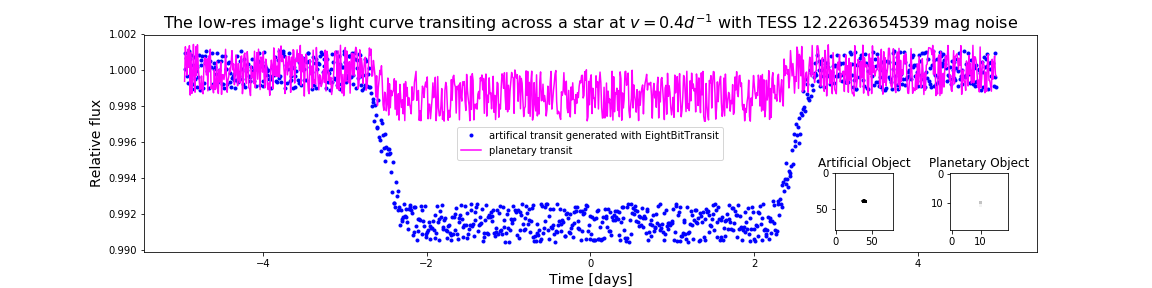 The low-res image's light curve transiting across a star at v = 0.4d⁻¹ with TESS 12.2263654539 mag noise
Relative flux
1.002
1.000
0.998
0.996
0.994
0.992
0.990
artifical transit generated with EightBitTransit
planetary transit
Artificial Object
0
50
0 50
Planetary Object
0
10
0 10
−4 −2 0 2 4
Time [days]